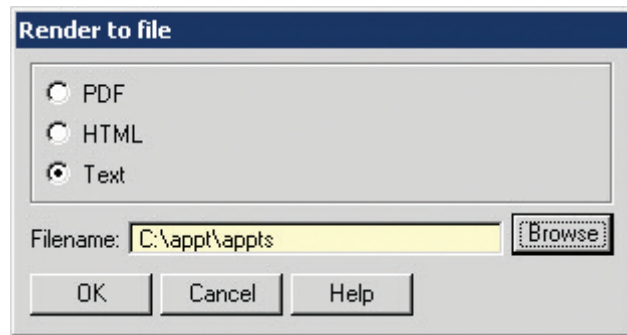 Render to file
PDF
HTML
Text
Filename: C:\appt\appts Browse
OK Cancel Help